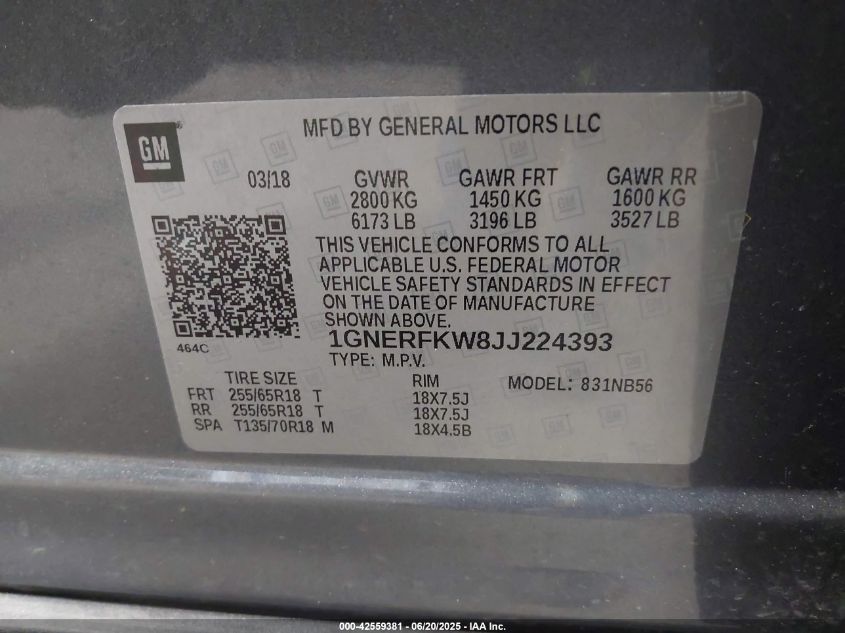 GM
MFD BY GENERAL MOTORS LLC
03/18 GVWR GAWR FRT GAWR RR
2800 KG 1450 KG 1600 KG
6173 LB 3196 LB 3527 LB
THIS VEHICLE CONFORMS TO ALL
APPLICABLE U.S. FEDERAL MOTOR
VEHICLE SAFETY STANDARDS IN EFFECT
ON THE DATE OF MANUFACTURE
SHOWN ABOVE.
464C
1GNERFKW8JJ224393
TYPE: M.P.V.
TIRE SIZE RIM MODEL: 831NB56
FRT 255/65R18 T 18X7.5J
RR 255/65R18 T 18X7.5J
SPA T135/70R18 M 18X4.5B
000-42559381 - 06/20/2025 - IAA Inc.